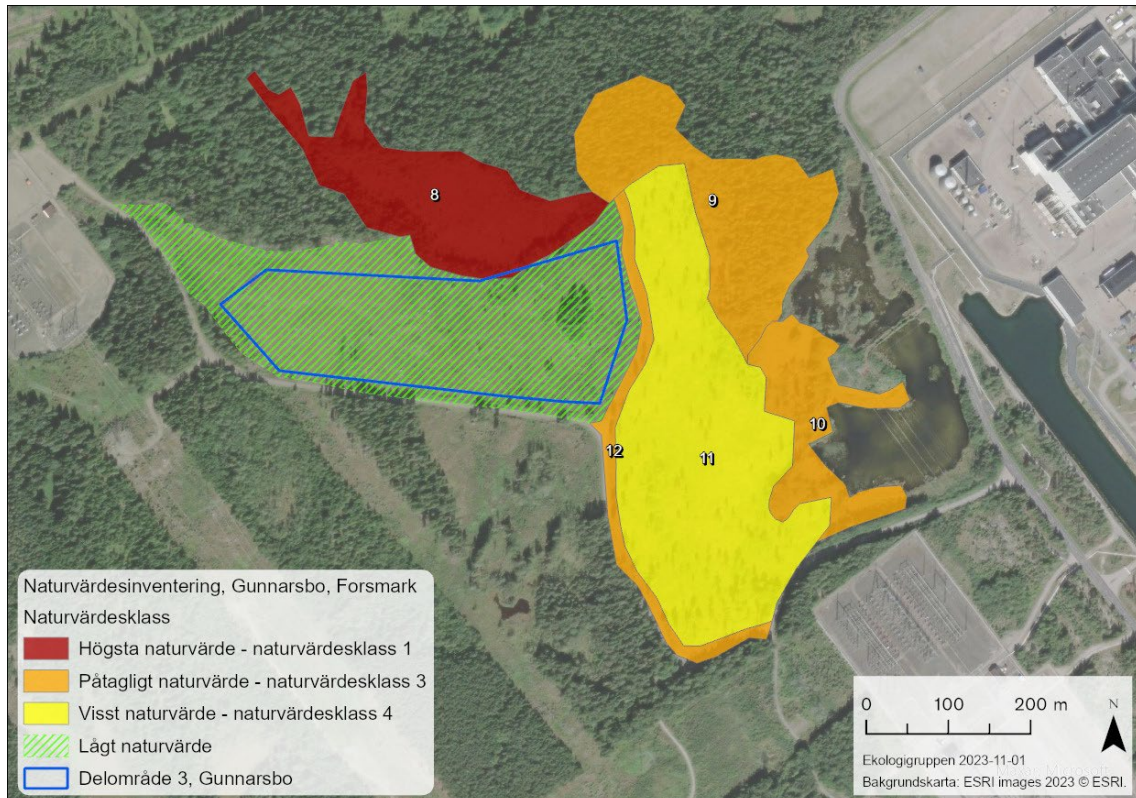 8
9
10
12
11
Naturvärdesinventering, Gunnarsbo, Forsmark
Naturvärdesklass
Högsta naturvärde - naturvärdesklass 1
Påtagligt naturvärde - naturvärdesklass 3
Visst naturvärde - naturvärdesklass 4
Lågt naturvärde
Delområde 3, Gunnarsbo
0 100 200 m
N
Ekologigruppen 2023-11-01
Bakgrundskarta: ESRI images 2023 © ESRI.